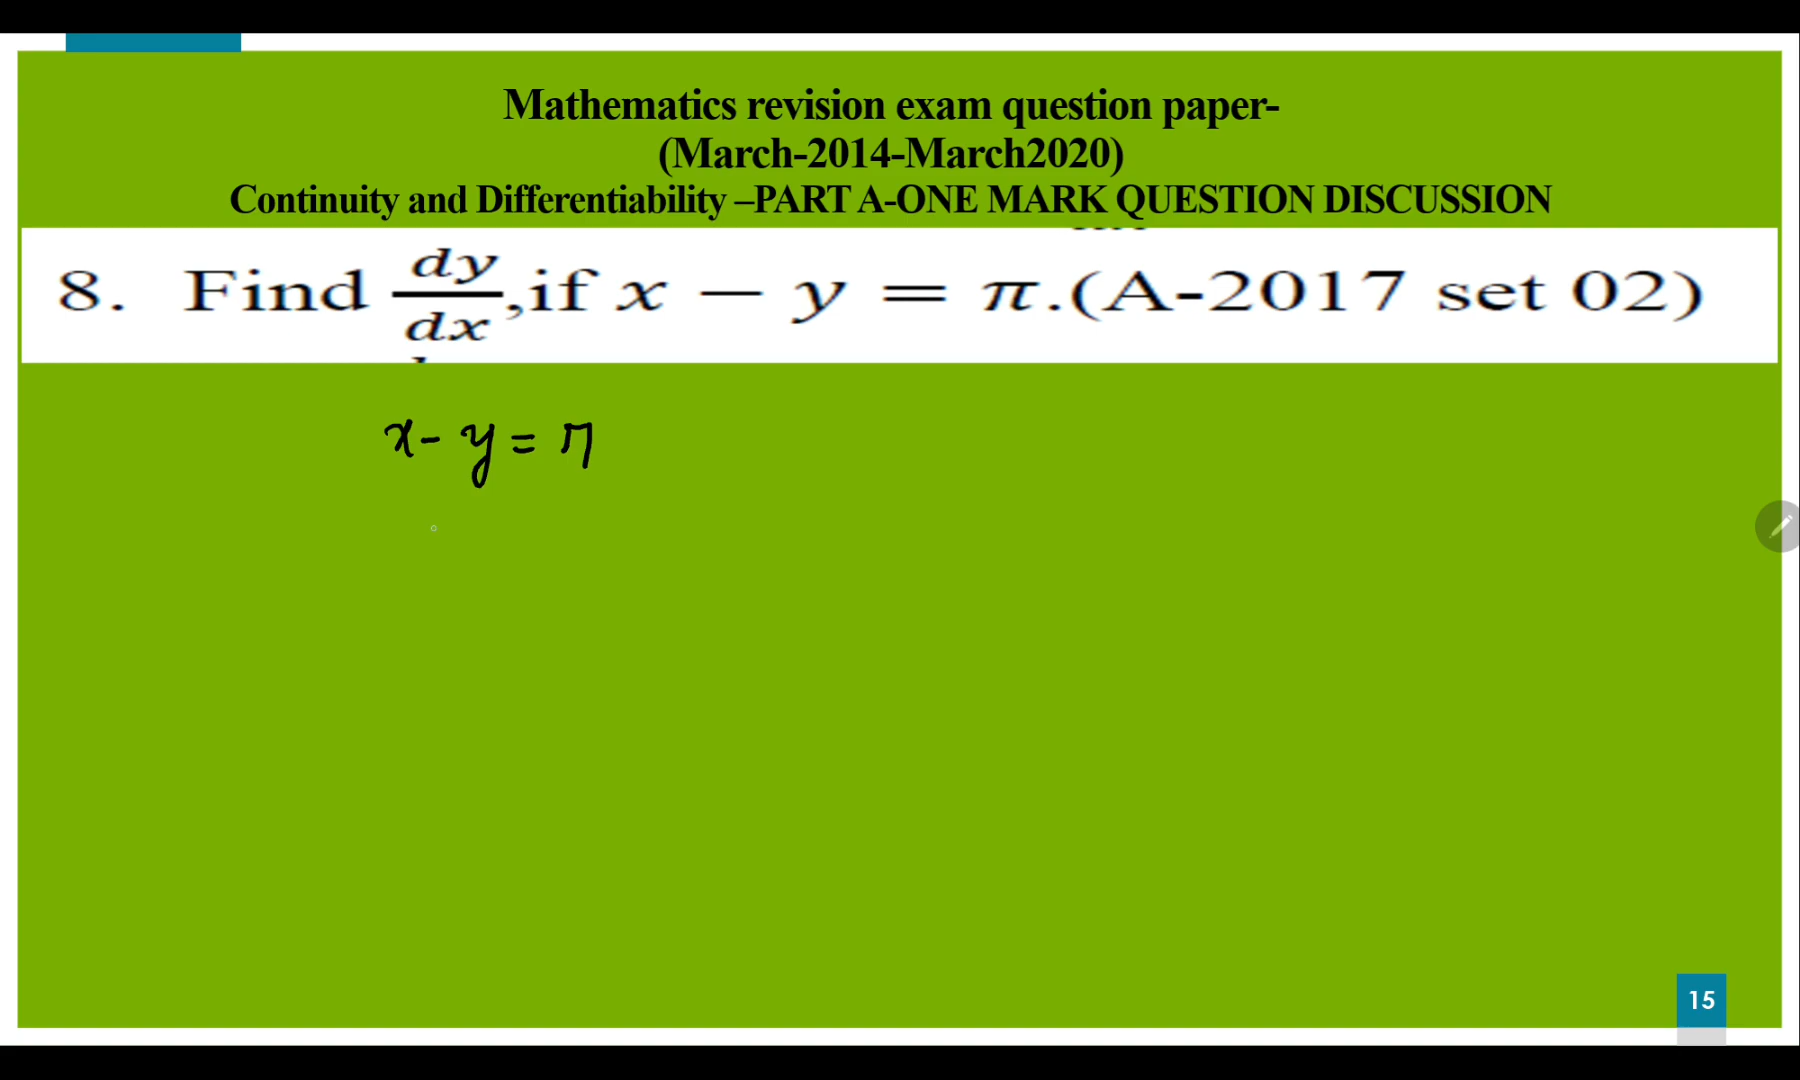 Mathematics revision exam question paper-
(March-2014-March2020)
Continuity and Differentiability –PART A-ONE MARK QUESTION DISCUSSION
8. Find dy/dx,if x − y = π.(A-2017 set 02)
x - y = π
15